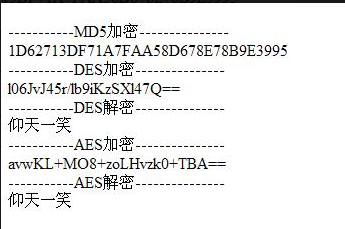 ------------MD5加密----------------
1D62713DF71A7FAA58D678E78B9E3995
------------DES加密----------------
l06JvJ45r/lb9iKzSXl47Q==
------------DES解密----------------
仰天一笑
------------AES加密----------------
avwKL+MO8+zoLHvzk0+TBA==
------------AES解密----------------
仰天一笑